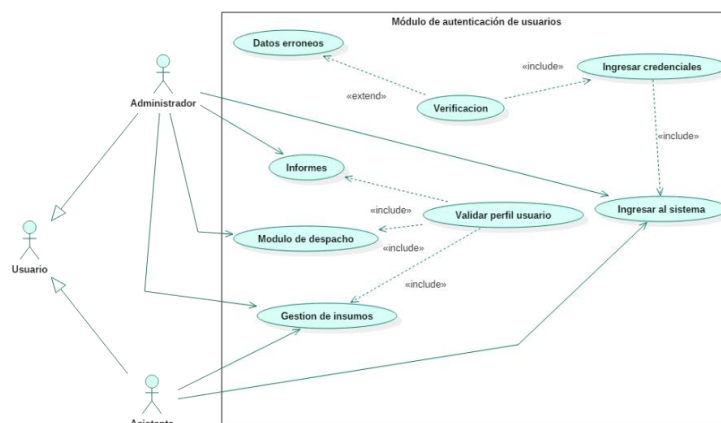 Módulo de autenticación de usuarios
Datos erroneos
«include»
Ingresar credenciales
Administrador
«extend»
Verificacion
«include»
Informes
«include»
Validar perfil usuario
Ingresar al sistema
Modulo de despacho
«include»
Usuario
«include»
Gestion de insumos